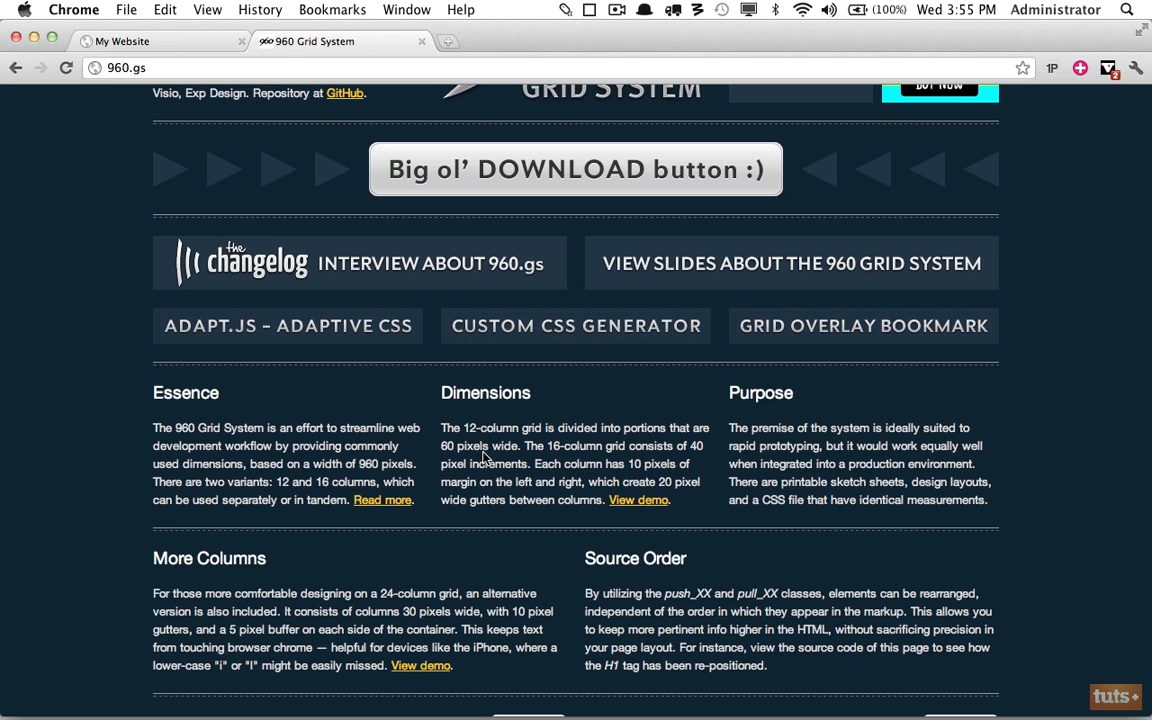 Chrome File Edit View History Bookmarks Window Help (100%) Wed 3:55 PM Administrator
My Website 960 960 Grid System
960.gs 1P 2
Visio, Exp Design. Repository at GitHub. GRID SYSTEM BUY NOW
Big ol’ DOWNLOAD button :)
the changelog INTERVIEW ABOUT 960.gs VIEW SLIDES ABOUT THE 960 GRID SYSTEM
ADAPT.JS – ADAPTIVE CSS CUSTOM CSS GENERATOR GRID OVERLAY BOOKMARK
Essence
The 960 Grid System is an effort to streamline web
development workflow by providing commonly
used dimensions, based on a width of 960 pixels.
There are two variants: 12 and 16 columns, which
can be used separately or in tandem. Read more.
Dimensions
The 12-column grid is divided into portions that are
60 pixels wide. The 16-column grid consists of 40
pixel increments. Each column has 10 pixels of
margin on the left and right, which create 20 pixel
wide gutters between columns. View demo.
Purpose
The premise of the system is ideally suited to
rapid prototyping, but it would work equally well
when integrated into a production environment.
There are printable sketch sheets, design layouts,
and a CSS file that have identical measurements.
More Columns
For those more comfortable designing on a 24-column grid, an alternative
version is also included. It consists of columns 30 pixels wide, with 10 pixel
gutters, and a 5 pixel buffer on each side of the container. This keeps text
from touching browser chrome — helpful for devices like the iPhone, where a
lower-case "i" or "l" might be easily missed. View demo.
Source Order
By utilizing the push_XX and pull_XX classes, elements can be rearranged,
independent of the order in which they appear in the markup. This allows you
to keep more pertinent info higher in the HTML, without sacrificing precision in
your page layout. For instance, view the source code of this page to see how
the H1 tag has been re-positioned.
tuts+